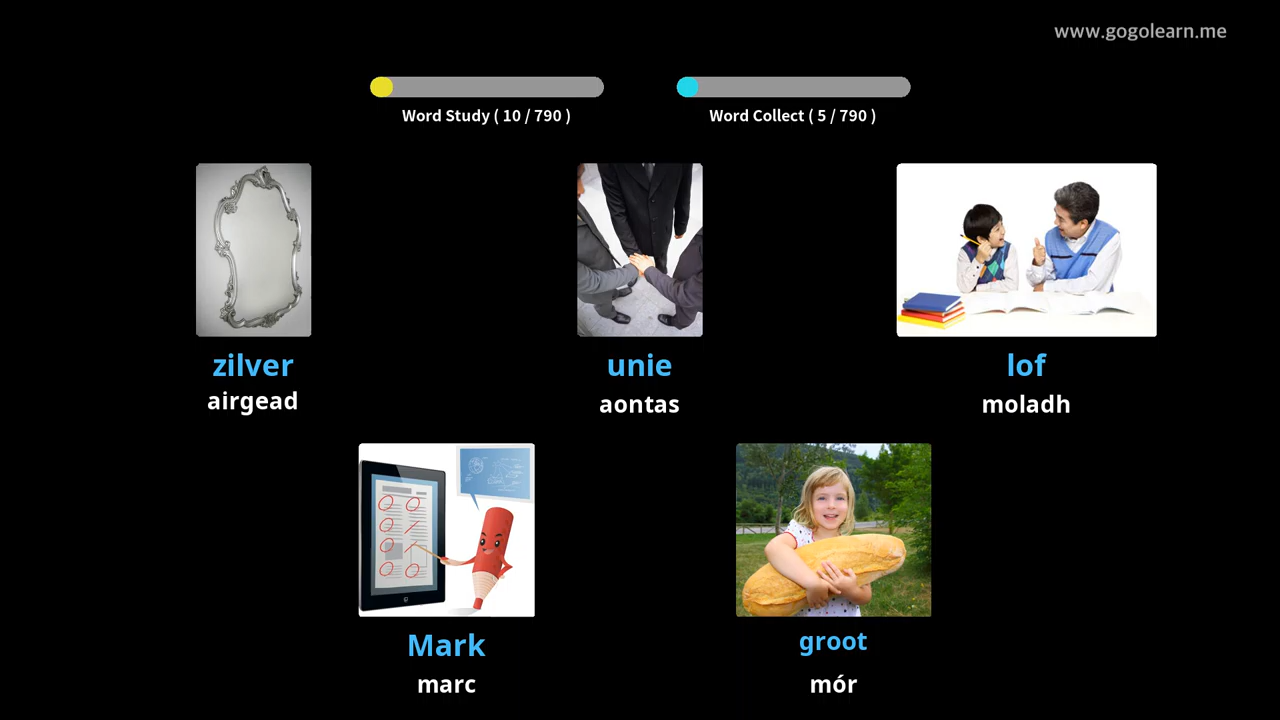 www.gogolearn.me
Word Study ( 10 / 790 )
Word Collect ( 5 / 790 )
zilver
airgead
unie
aontas
lof
moladh
Mark
marc
groot
mór